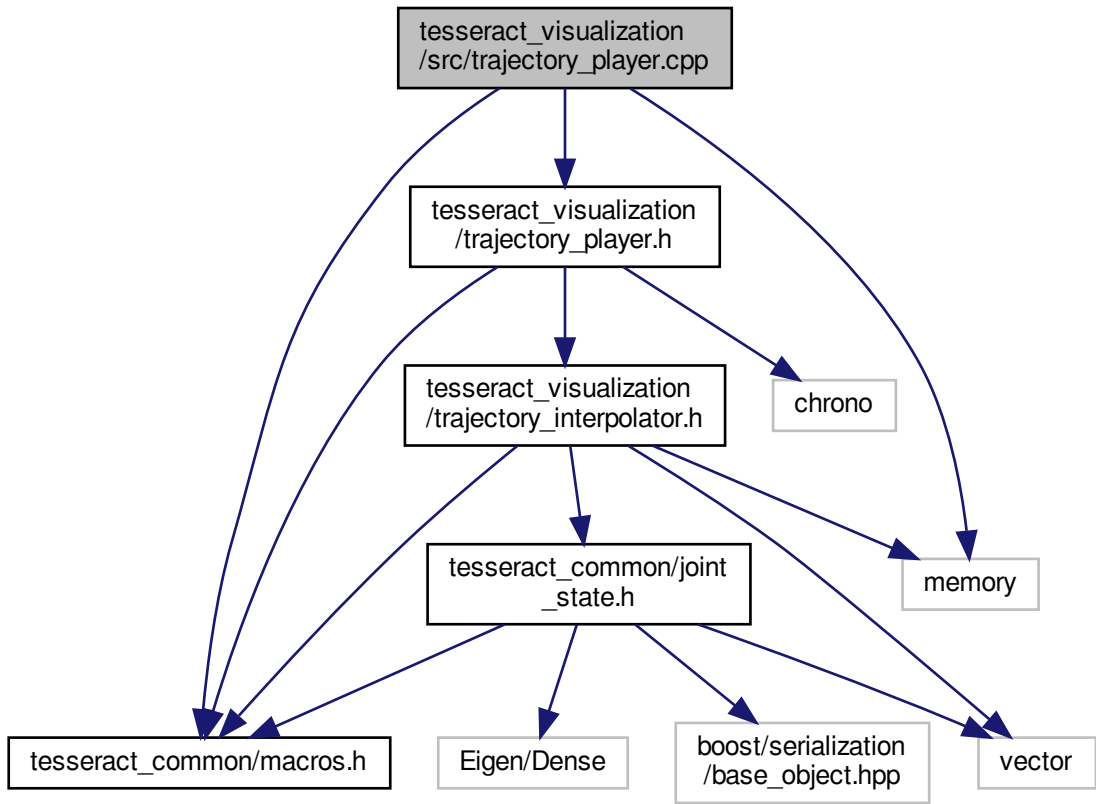 tesseract_visualization
/src/trajectory_player.cpp
tesseract_visualization
/trajectory_player.h
tesseract_visualization
/trajectory_interpolator.h
chrono
tesseract_common/joint
_state.h
memory
tesseract_common/macros.h
Eigen/Dense
boost/serialization
/base_object.hpp
vector